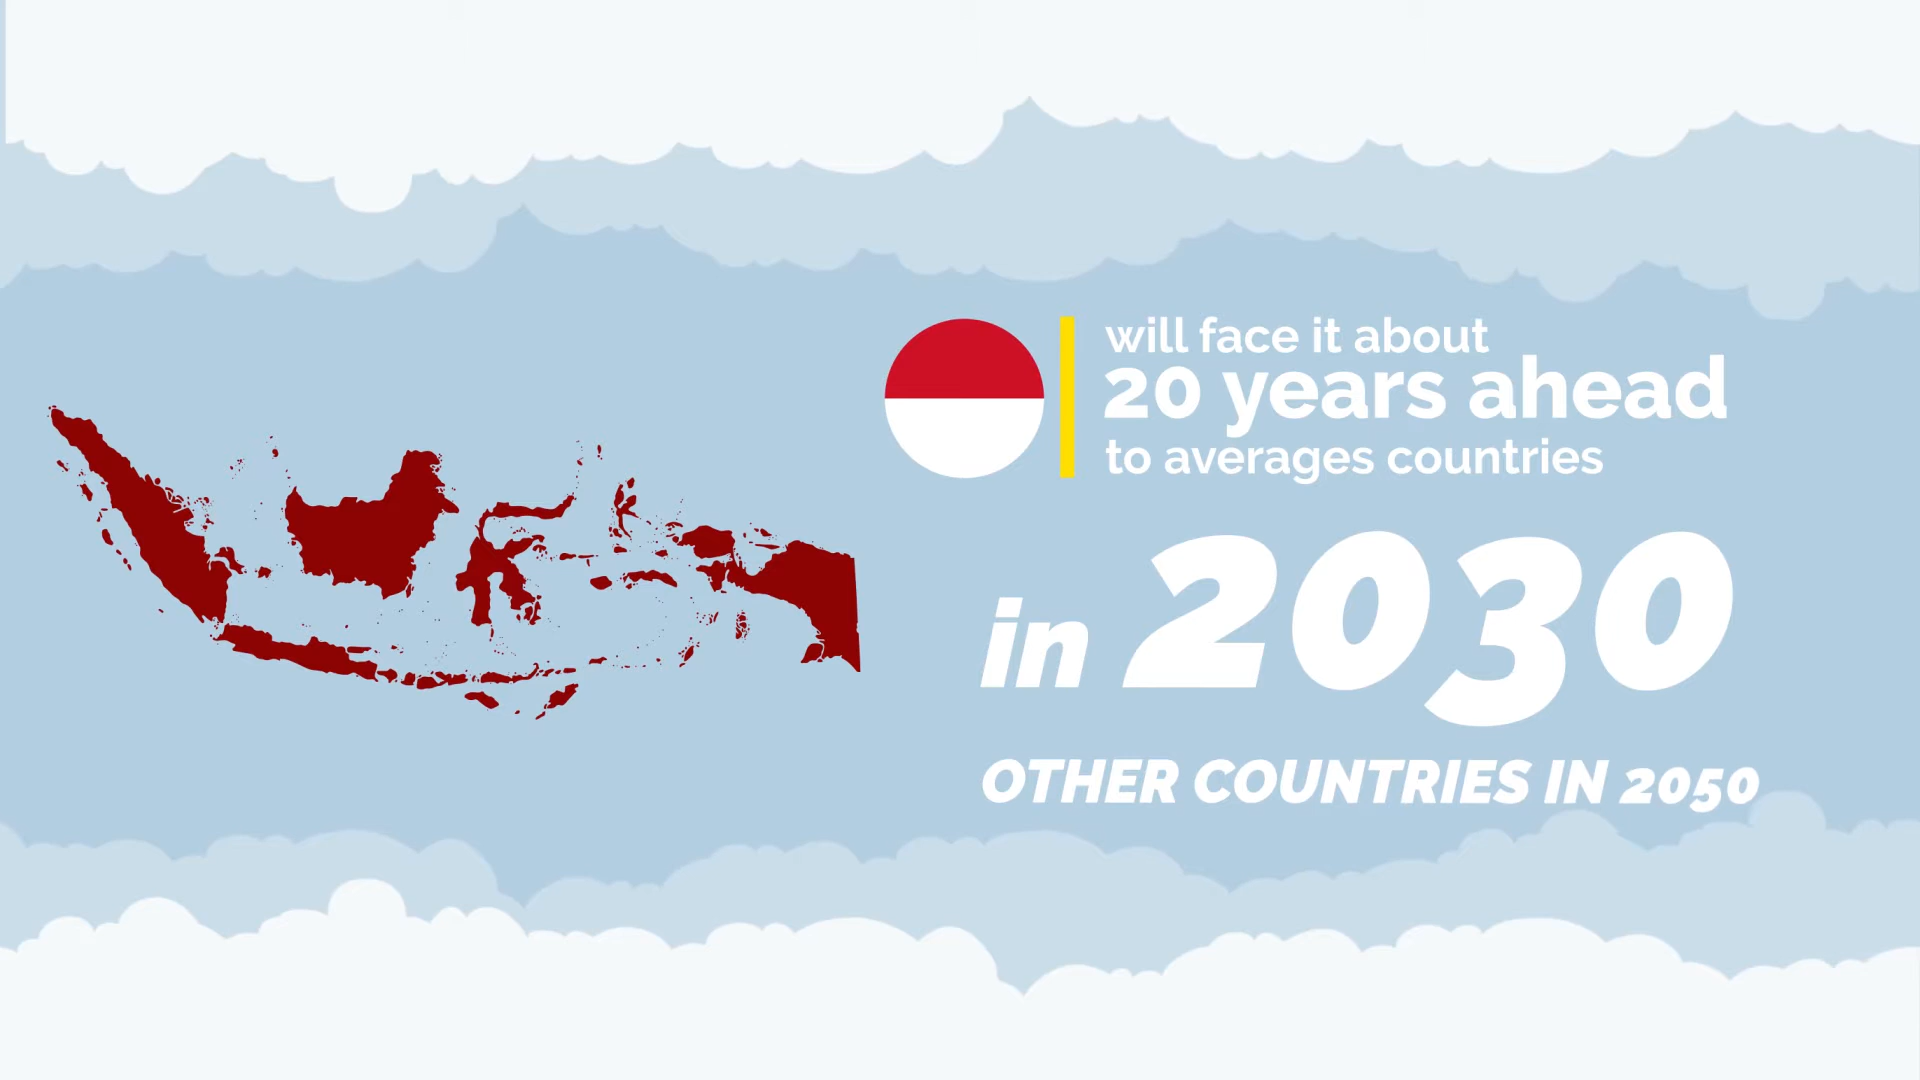 will face it about
20 years ahead
to averages countries
in 2030
OTHER COUNTRIES IN 2050